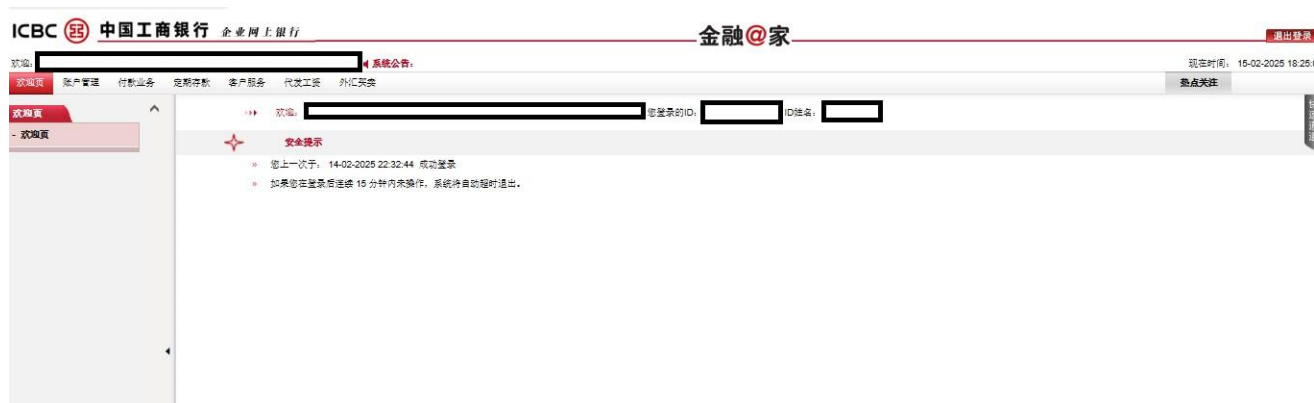 ICBC 中国工商银行 企业网上银行
金融@家
退出登录
欢迎:
系统公告:
现在时间: 15-02-2025 18:25:
欢迎页 账户管理 付款业务 定期存款 客户服务 代发工资 外汇买卖
热点关注
欢迎页
- 欢迎页
欢迎, 您登录的ID: ID姓名:
安全提示
» 您上一次于: 14-02-2025 22:32:44 成功登录
» 如果您在登录后连续 15 分钟内未操作, 系统将自动超时退出。